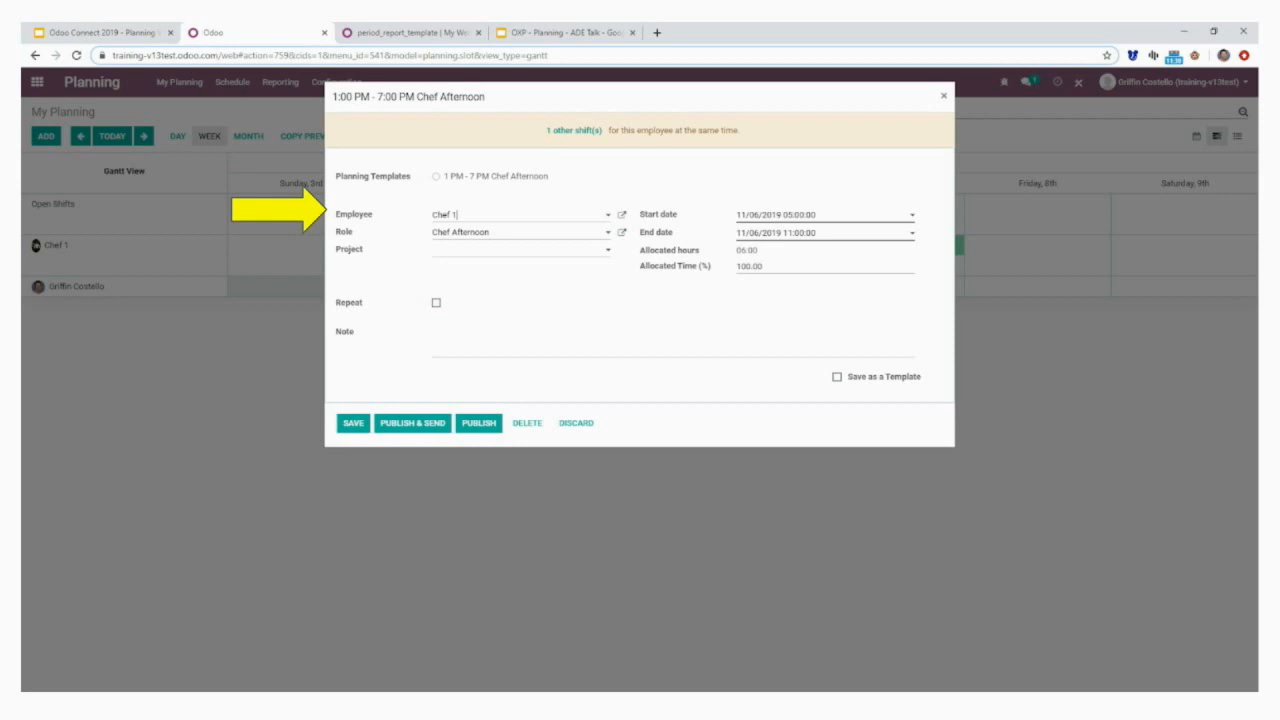 Odoo Connect 2019 - Planning
Odoo
period_report_template | My We
OXP - Planning - ADE Talk - Goo
training-v13test.odoo.com/web#action=759&cids=1&menu_id=541&model=planning.slot&view_type=gantt
11:38
Planning My Planning Schedule Reporting
Griffin Costello (training-v13test)
My Planning
ADD TODAY DAY WEEK MONTH COPY PREV
Gantt View
Sunday, 3rd
Friday, 8th
Saturday, 9th
Open Shifts
Chef 1
Griffin Costello
1:00 PM - 7:00 PM Chef Afternoon
1 other shift(s) for this employee at the same time.
Planning Templates 1 PM - 7 PM Chef Afternoon
Employee Chef 1 Start date 11/06/2019 05:00:00
Role Chef Afternoon End date 11/06/2019 11:00:00
Project Allocated hours 06:00
Allocated Time (%) 100.00
Repeat
Note
Save as a Template
SAVE PUBLISH & SEND PUBLISH DELETE DISCARD